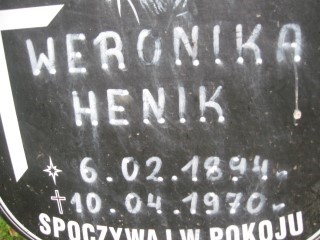 WERONIKA
HENIK
6.02.1894.
10.04.1970.
SPOCZYWAJ W POKOJU